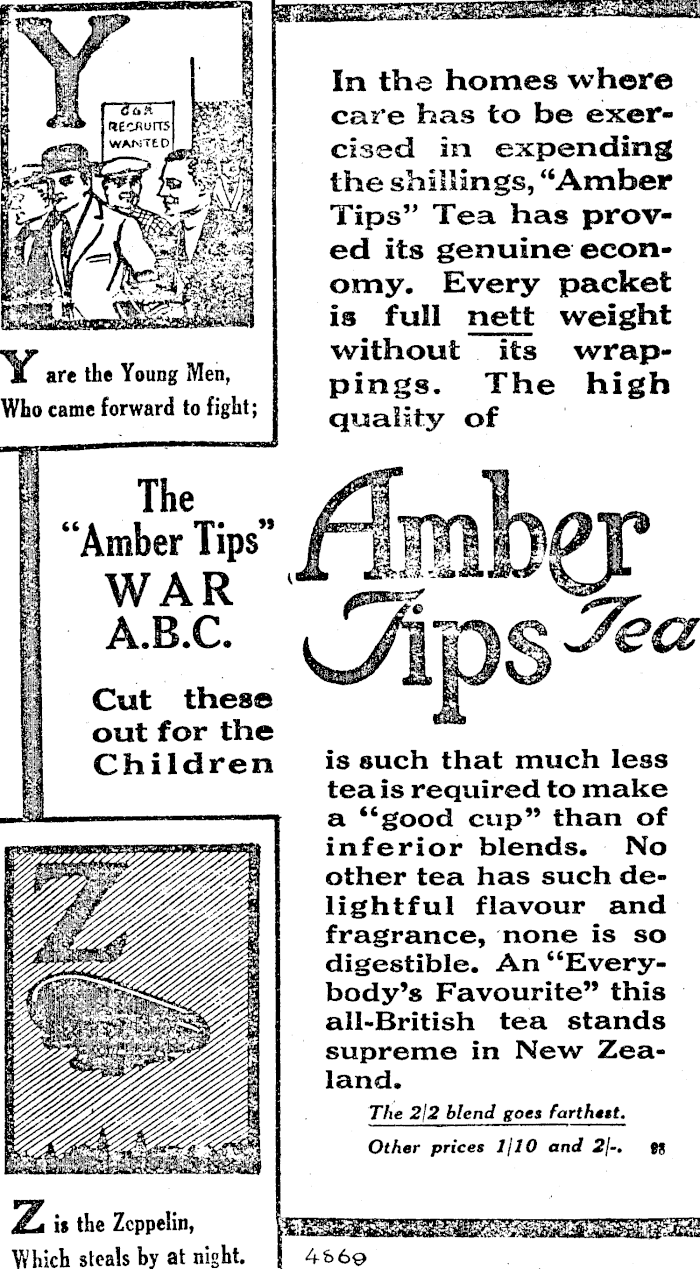 Y
RECRUITS
WANTED
Y are the Young Men,
Who came forward to fight;
The
"Amber Tips"
WAR
A.B.C.
Cut these
out for the
Children
Z
Z is the Zeppelin,
Which steals by at night.
In the homes where
care has to be exer-
cised in expending
the shillings, "Amber
Tips" Tea has prov-
ed its genuine econ-
omy. Every packet
is full nett weight
without its wrap-
pings. The high
quality of
Amber
Tips Tea
is such that much less
tea is required to make
a "good cup" than of
inferior blends. No
other tea has such de-
lightful flavour and
fragrance, none is so
digestible. An "Every-
body's Favourite" this
all-British tea stands
supreme in New Zea-
land.
The 2/2 blend goes farthest.
Other prices 1/10 and 2/-.